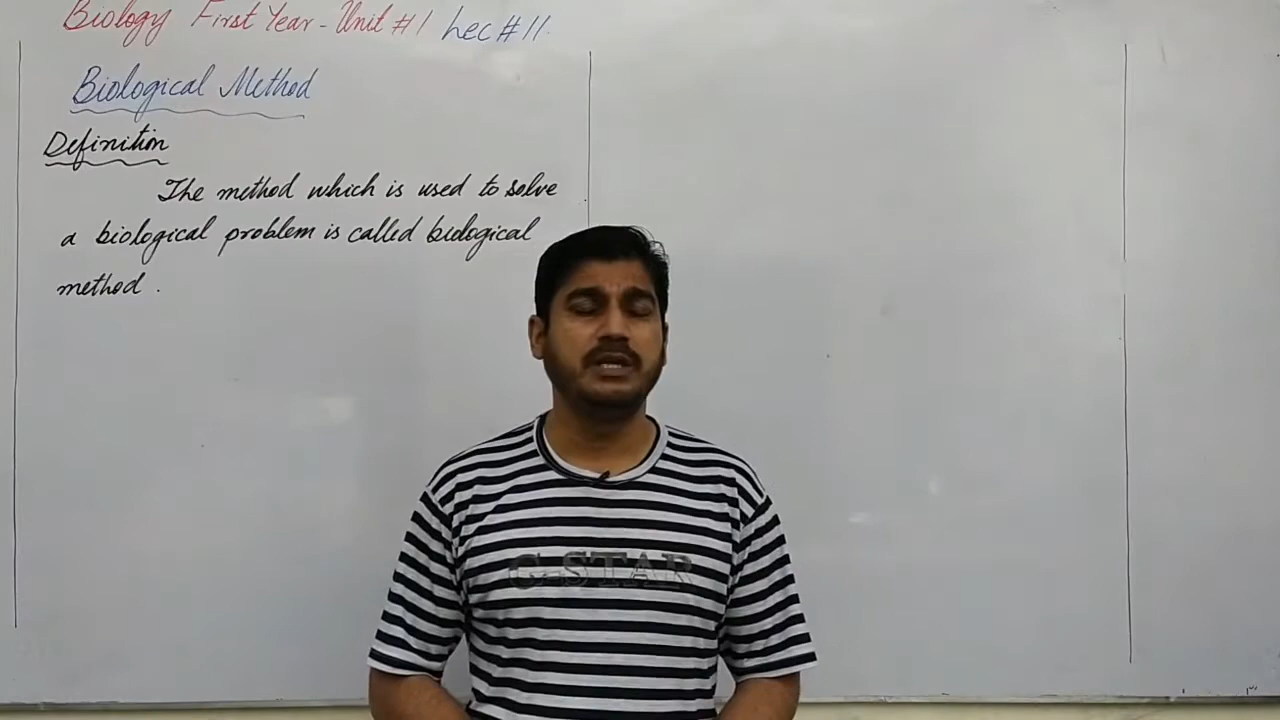 Biology First Year - Unit #1 Lec #11.
Biological Method
Definition
The method which is used to solve
a biological problem is called biological
method.
G-STAR